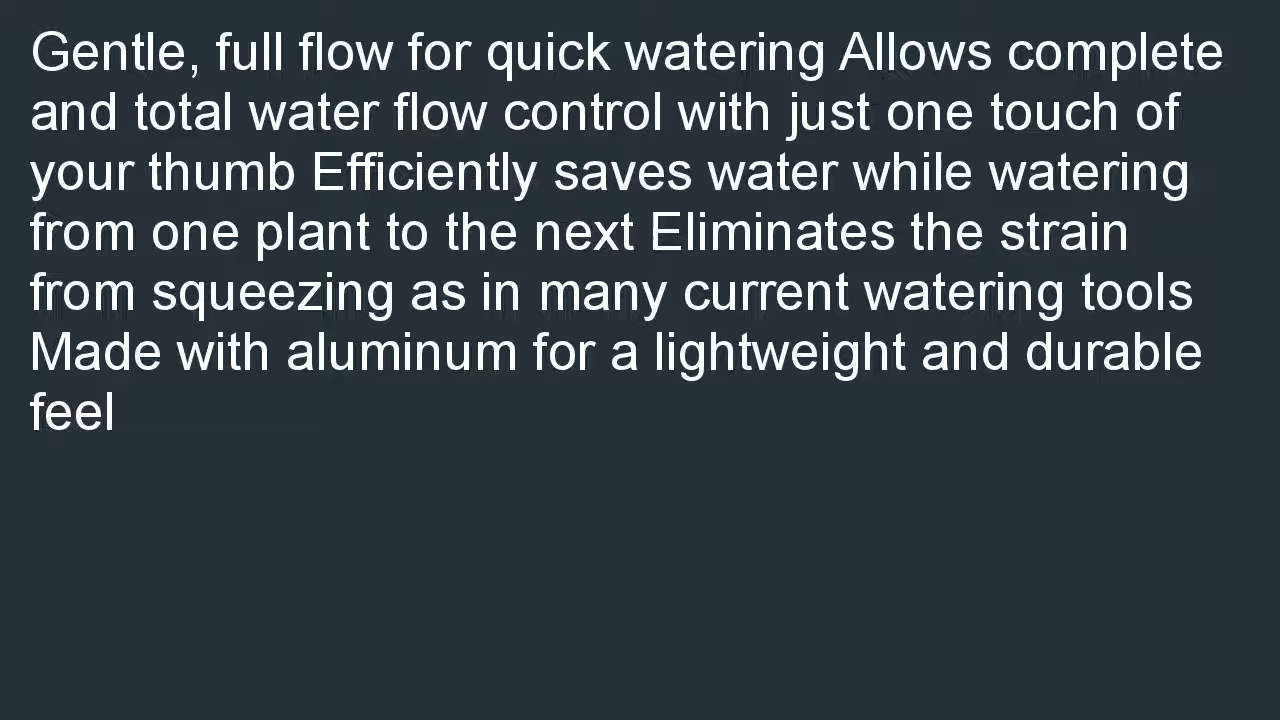 Gentle, full flow for quick watering Allows complete
and total water flow control with just one touch of
your thumb Efficiently saves water while watering
from one plant to the next Eliminates the strain
from squeezing as in many current watering tools
Made with aluminum for a lightweight and durable
feel